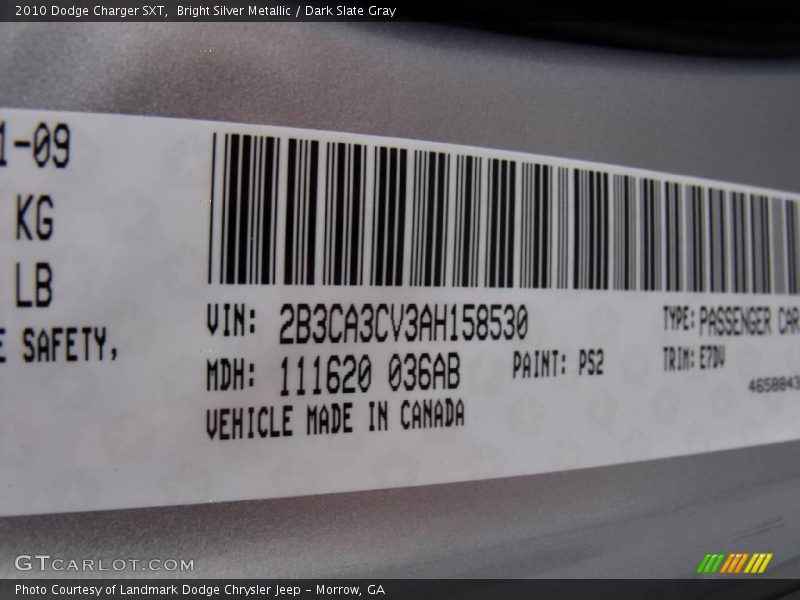 2010 Dodge Charger SXT,  Bright Silver Metallic / Dark Slate Gray
1-09
KG
LB
E SAFETY,
VIN: 2B3CA3CV3AH158530
TYPE: PASSENGER CAR
MDH: 111620 036AB
PAINT: PS2
TRIM: E7DV
VEHICLE MADE IN CANADA
4658843
GTCARLOT.COM
Photo Courtesy of Landmark Dodge Chrysler Jeep – Morrow, GA